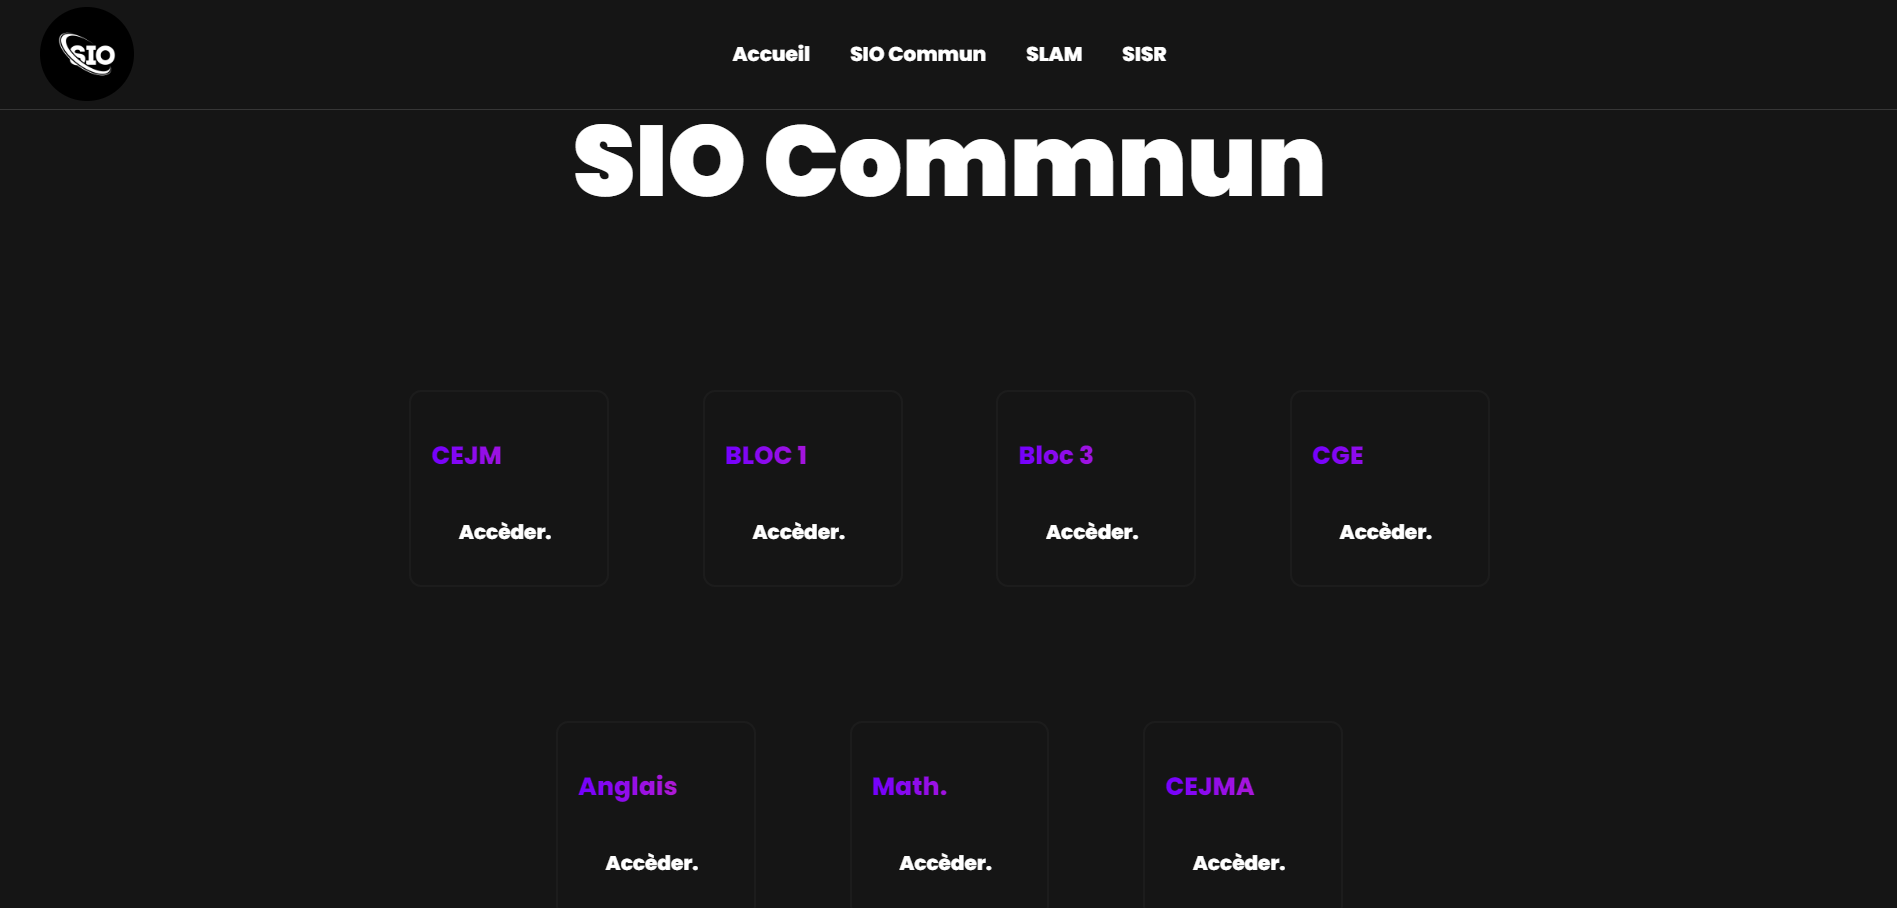 SIO
Accueil SIO Commun SLAM SISR
SIO Commnun
CEJM BLOC 1 Bloc 3 CGE
Accèder. Accèder. Accèder. Accèder.
Anglais Math. CEJMA
Accèder. Accèder. Accèder.